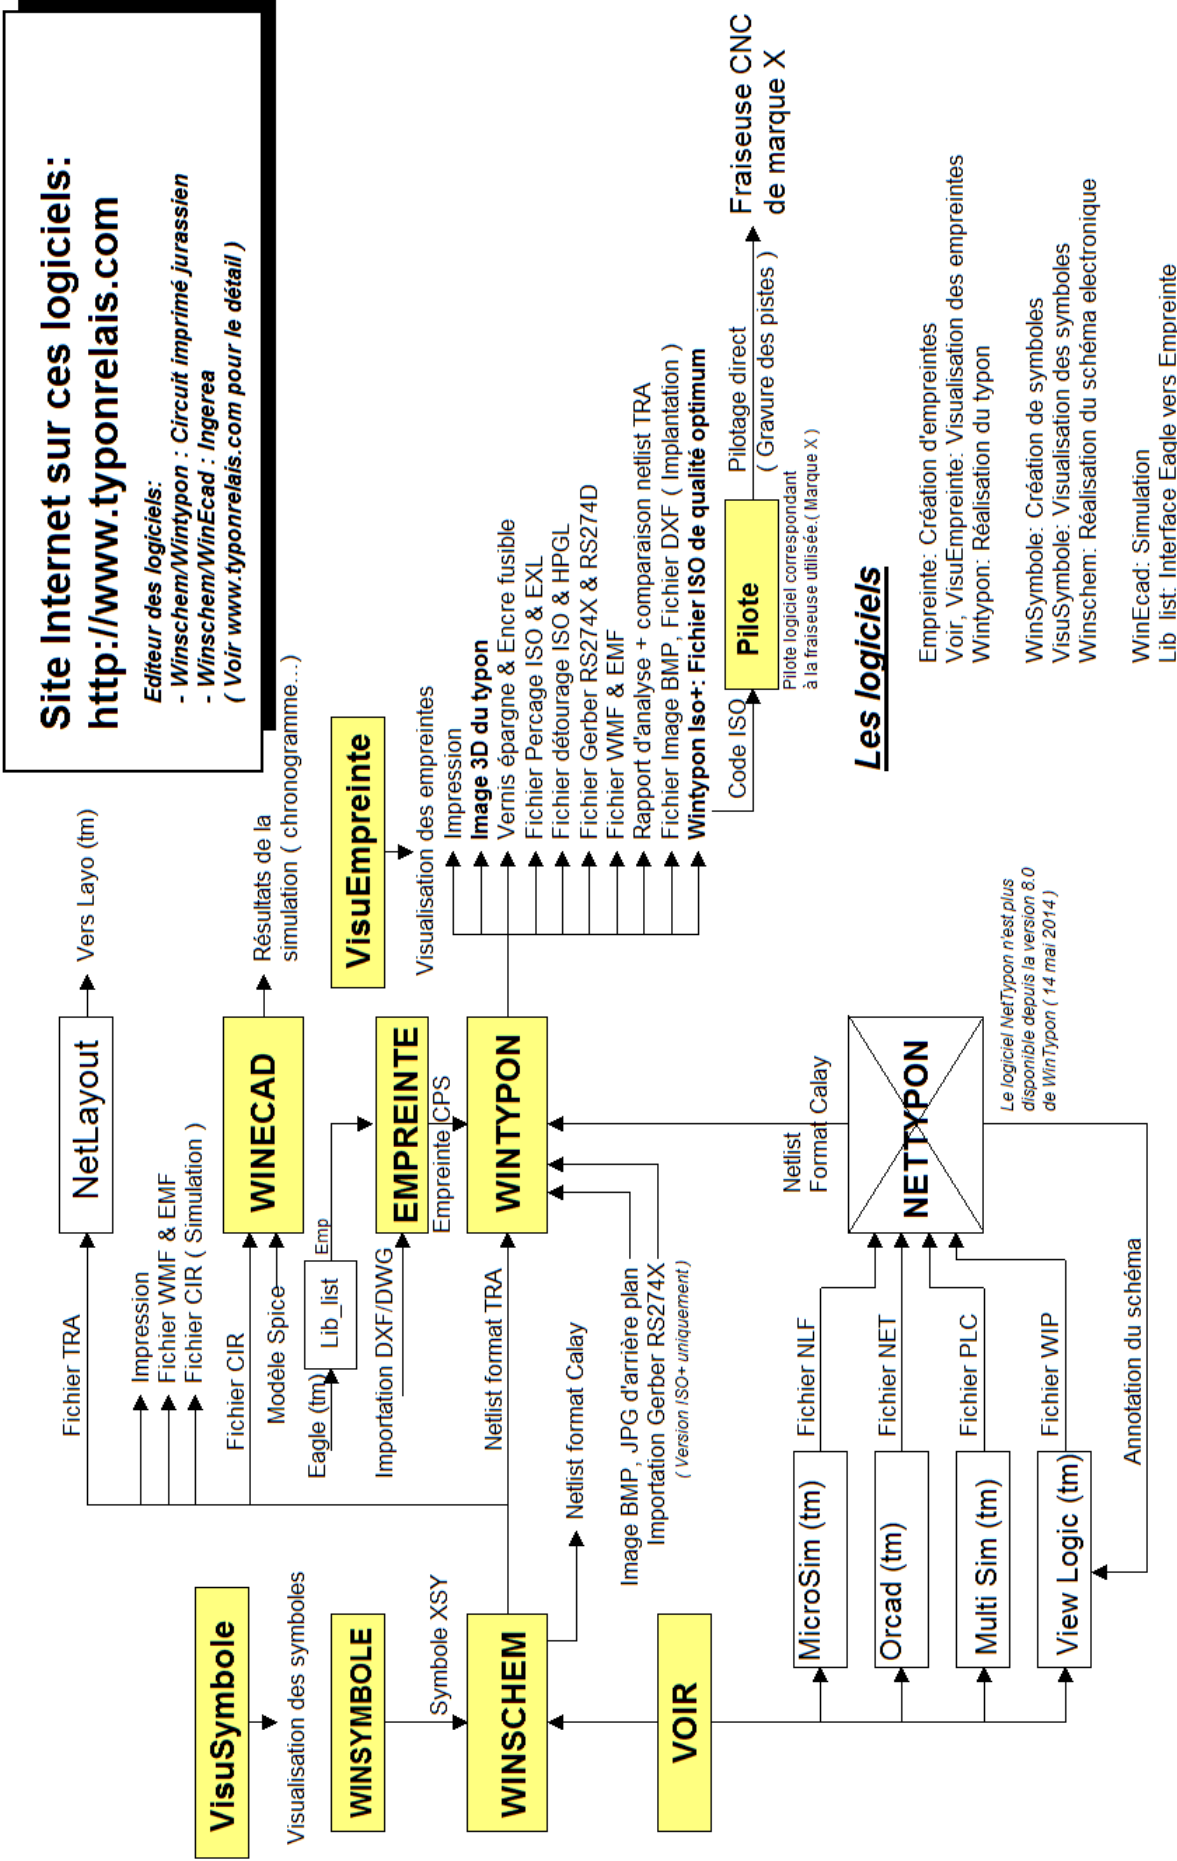 Site Internet sur ces logiciels:
http://www.typonrelais.com
Editeur des logiciels:
- Winschem/Wintypon : Circuit imprimé jurassien
- Winschem/WinEcad : Ingerea
( Voir www.typonrelais.com pour le détail )
VisuSymbole
Visualisation des symboles
WINSYMBOLE
Symbole XSY
WINSCHEM
VOIR
Fichier TRA
NetLayout
Vers Layo (tm)
Impression
Fichier WMF & EMF
Fichier CIR ( Simulation )
Fichier CIR
Modèle Spice
WINECAD
Résultats de la
simulation ( chronogramme...)
Eagle (tm)
Lib_list
Emp
Importation DXF/DWG
EMPREINTE
Empreinte CPS
VisuEmpreinte
Visualisation des empreintes
Netlist format TRA
WINTYPON
Netlist format Calay
Image BMP, JPG d'arrière plan
Importation Gerber RS274X
( Version ISO+ uniquement )
Impression
Image 3D du typon
Vernis épargne & Encre fusible
Fichier Percage ISO & EXL
Fichier détourage ISO & HPGL
Fichier Gerber RS274X & RS274D
Fichier WMF & EMF
Rapport d'analyse + comparaison netlist TRA
Fichier Image BMP, Fichier DXF ( Implantation )
Wintypon Iso+: Fichier ISO de qualité optimum
Code ISO
Pilote
Pilote logiciel correspondant
à la fraiseuse utilisée.( Marque X )
Pilotage direct
( Gravure des pistes )
Fraiseuse CNC
de marque X
MicroSim (tm)
Fichier NLF
Orcad (tm)
Fichier NET
Multi Sim (tm)
Fichier PLC
View Logic (tm)
Fichier WIP
Netlist
Format Calay
NETTYPON
Le logiciel NetTypon n'est plus
disponible depuis la version 8.0
de WinTypon ( 14 mai 2014 )
Annotation du schéma
Les logiciels
Empreinte: Création d'empreintes
Voir, VisuEmpreinte: Visualisation des empreintes
Wintypon: Réalisation du typon
WinSymbole: Création de symboles
VisuSymbole: Visualisation des symboles
Winschem: Réalisation du schéma electronique
WinEcad: Simulation
Lib_list: Interface Eagle vers Empreinte